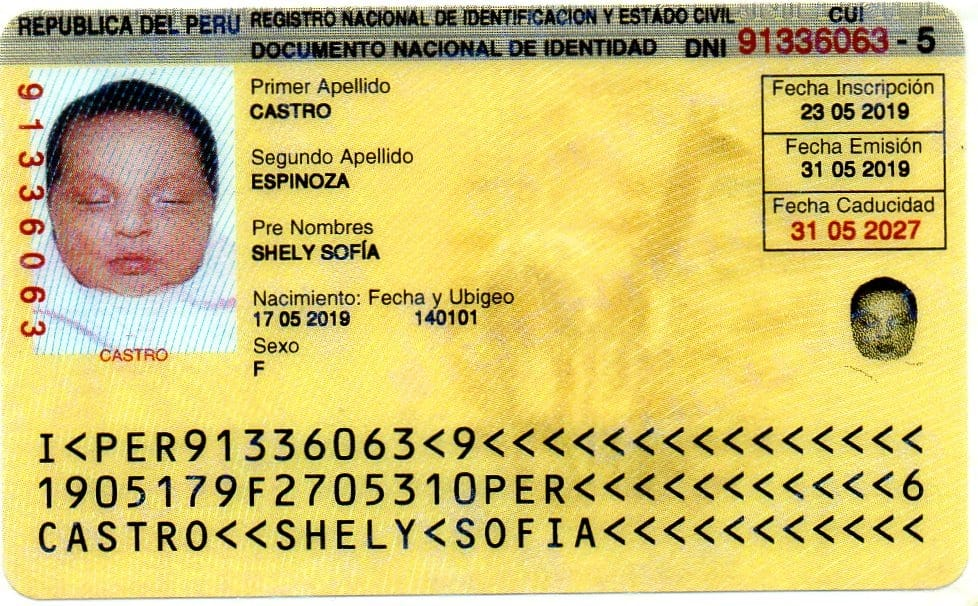 REPUBLICA DEL PERU
REGISTRO NACIONAL DE IDENTIFICACION Y ESTADO CIVIL
CUI
DOCUMENTO NACIONAL DE IDENTIDAD DNI 91336063 - 5
91336063
CASTRO
Primer Apellido
CASTRO
Segundo Apellido
ESPINOZA
Pre Nombres
SHELY SOFÍA
Nacimiento: Fecha y Ubigeo
17 05 2019 140101
Sexo
F
Fecha Inscripción
23 05 2019
Fecha Emisión
31 05 2019
Fecha Caducidad
31 05 2027
I<PER91336063<9<<<<<<<<<<<<<<<
1905179F2705310PER<<<<<<<<<<<6
CASTRO<<SHELY<SOFIA<<<<<<<<<<<